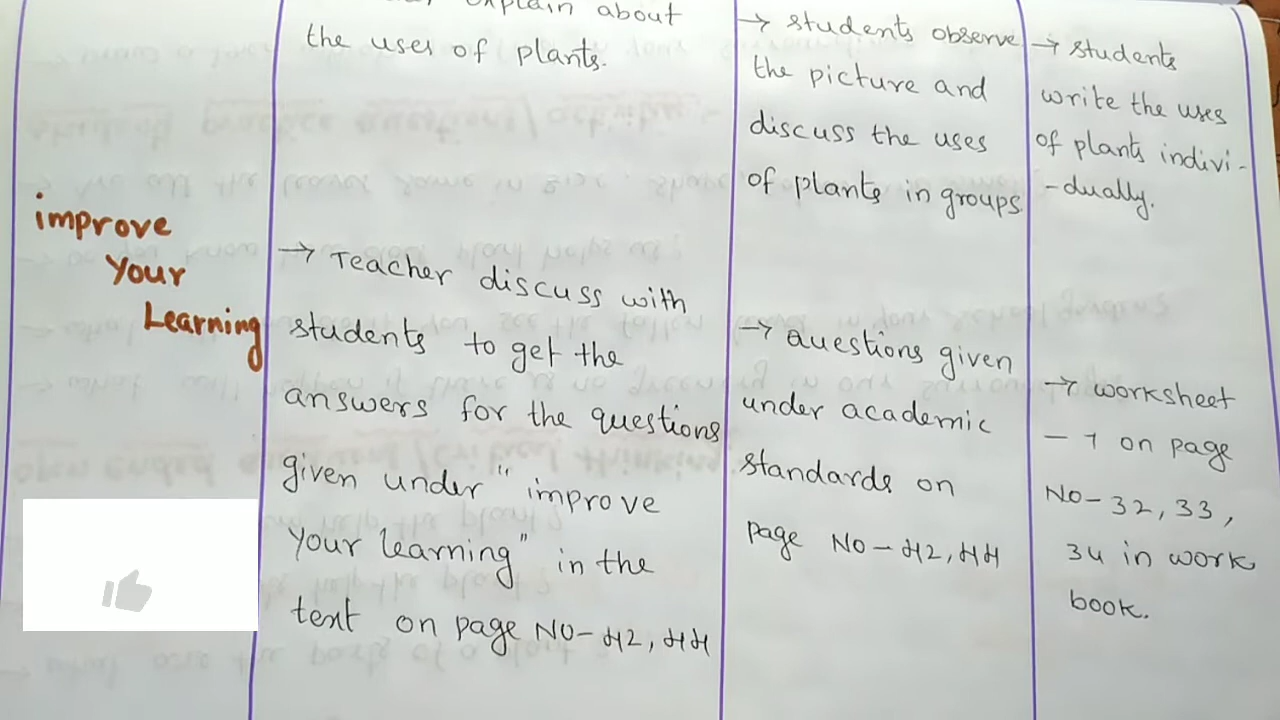 explain about
the uses of plants.
→ students observe
the picture and
discuss the uses
of plants in groups
→ students
write the uses
of plants indivi-
-dually.
improve
Your
Learning
→ Teacher discuss with
students to get the
answers for the questions
given under "improve
your learning" in the
text on page No- 42, 44
→ Questions given
under academic
standards on
page No - 42, 44
→ worksheet
- on page
No- 32, 33,
34 in work
book.